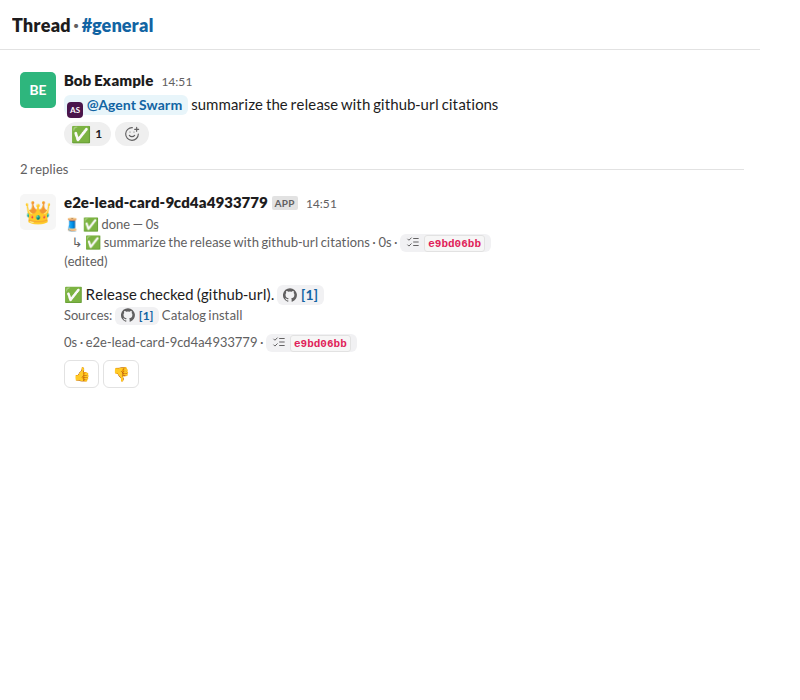 Thread • #general
BE
Bob Example 14:51
AS @Agent Swarm summarize the release with github-url citations
✅ 1
2 replies
e2e-lead-card-9cd4a4933779 APP 14:51
🧵 ✅ done — 0s
↳ ✅ summarize the release with github-url citations · 0s · e9bd06bb
(edited)
✅ Release checked (github-url). [1]
Sources: [1] Catalog install
0s · e2e-lead-card-9cd4a4933779 · e9bd06bb
👍 👎